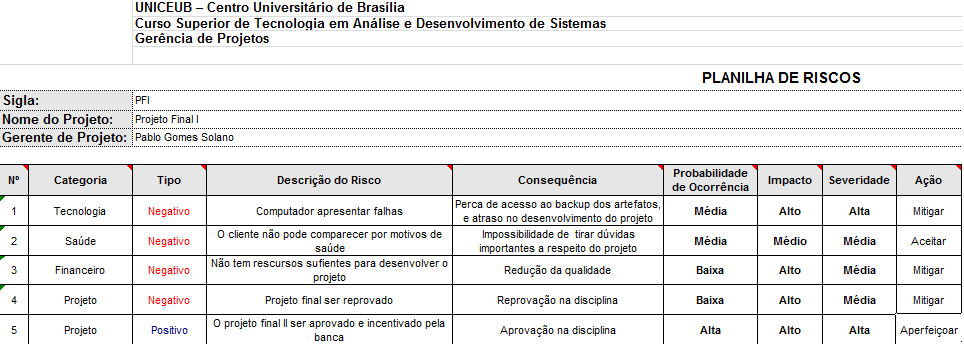 UNICEUB – Centro Universitário de Brasília
Curso Superior de Tecnologia em Análise e Desenvolvimento de Sistemas
Gerência de Projetos
PLANILHA DE RISCOS
Sigla: PFI
Nome do Projeto: Projeto Final I
Gerente de Projeto: Pablo Gomes Solano
Nº Categoria Tipo Descrição do Risco Consequência Probabilidade de Ocorrência Impacto Severidade Ação
1 Tecnologia Negativo Computador apresentar falhas Perca de acesso ao backup dos artefatos, e atraso no desenvolvimento do projeto Média Alto Alta Mitigar
2 Saúde Negativo O cliente não pode comparecer por motivos de saúde Impossibilidade de tirar dúvidas importantes a respeito do projeto Média Médio Média Aceitar
3 Financeiro Negativo Não tem rescursos sufientes para desenvolver o projeto Redução da qualidade Baixa Alto Média Mitigar
4 Projeto Negativo Projeto final ser reprovado Reprovação na disciplina Baixa Alto Média Mitigar
5 Projeto Positivo O projeto final II ser aprovado e incentivado pela banca Aprovação na disciplina Alta Alto Alta Aperfeiçoar